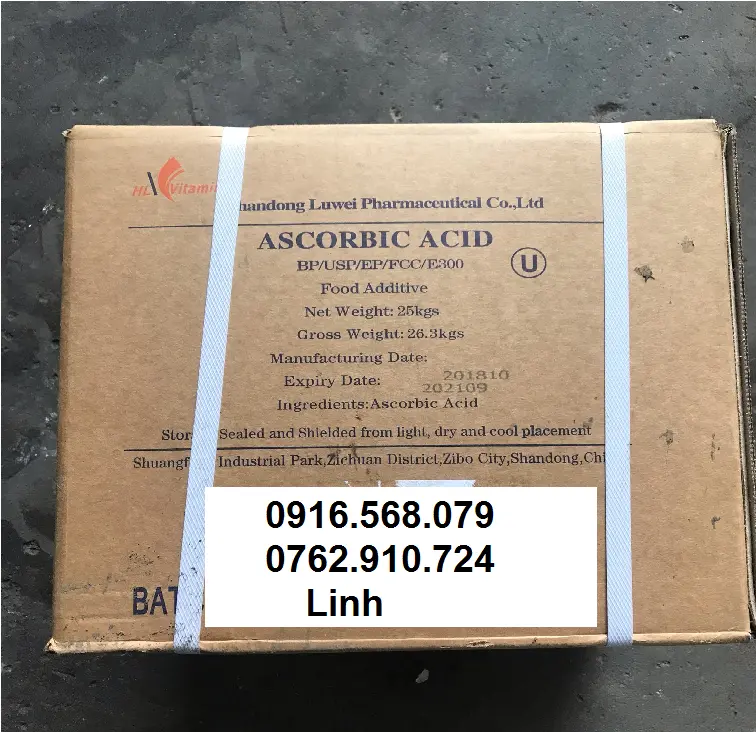 HL Vitamin
Shandong Luwei Pharmaceutical Co.,Ltd
ASCORBIC ACID
BP/USP/EP/FCC/E300
U
Food Additive
Net Weight: 25kgs
Gross Weight: 26.3kgs
Manufacturing Date:
201810
Expiry Date:
202109
Ingredients:Ascorbic Acid
Sealed and Shielded from light, dry and cool placement
Industrial Park,Zichuan District,Zibo City,Shandong,Chi
0916.568.079
0762.910.724
BAT
Linh